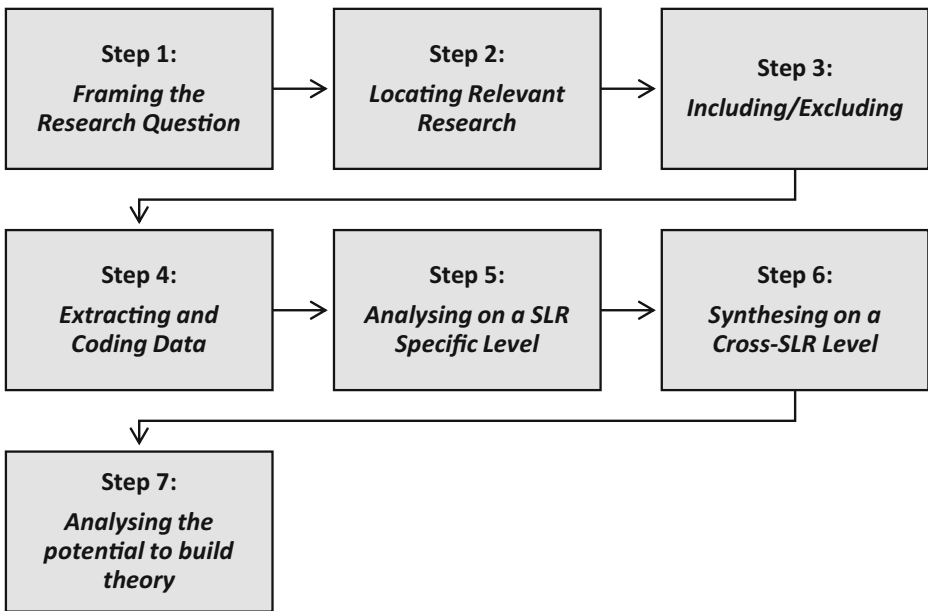 Step 1:
Framing the
Research Question
Step 2:
Locating Relevant
Research
Step 3:
Including/Excluding
Step 4:
Extracting and
Coding Data
Step 5:
Analysing on a SLR
Specific Level
Step 6:
Synthesing on a
Cross-SLR Level
Step 7:
Analysing the
potential to build
theory